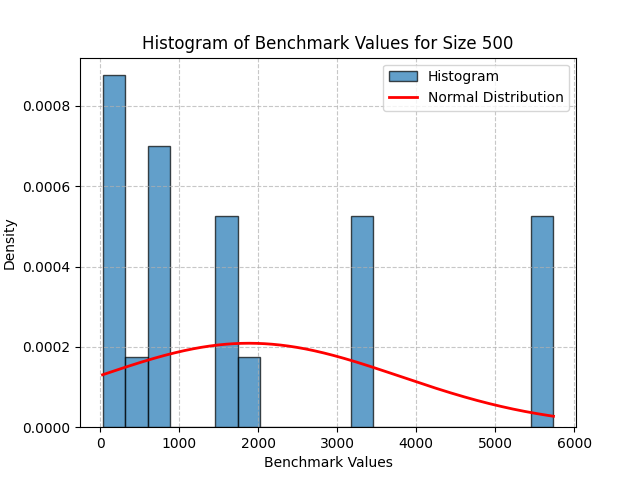 Histogram of Benchmark Values for Size 500
Histogram
Normal Distribution
Density
0.0008
0.0006
0.0004
0.0002
0.0000
0 1000 2000 3000 4000 5000 6000
Benchmark Values